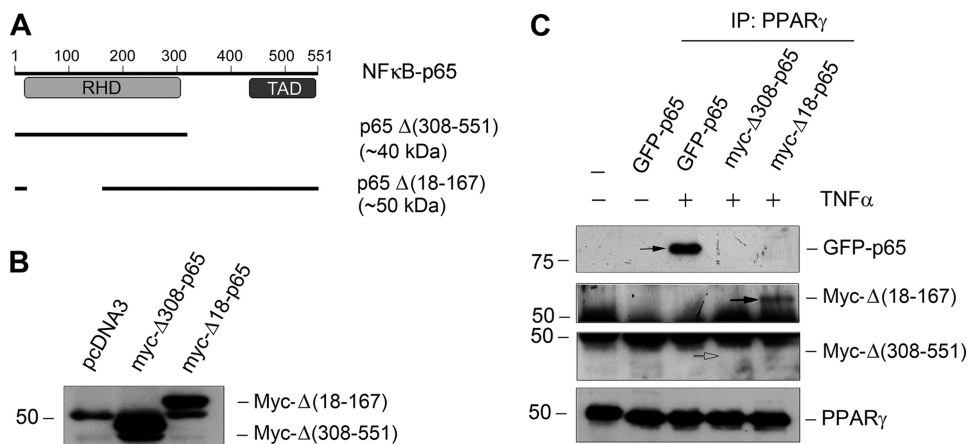 A
1 100 200 300 400 500 551
RHD
TAD
NFκB-p65
p65 Δ(308-551)
(~40 kDa)
p65 Δ(18-167)
(~50 kDa)
B
pcDNA3
myc-Δ308-p65
myc-Δ18-p65
50 –
– Myc-Δ(18-167)
– Myc-Δ(308-551)
C
IP: PPARγ
– GFP-p65 GFP-p65 myc-Δ308-p65 myc-Δ18-p65
– – + + + TNFα
75 –
– GFP-p65
50 –
– Myc-Δ(18-167)
50 –
– Myc-Δ(308-551)
50 –
– PPARγ